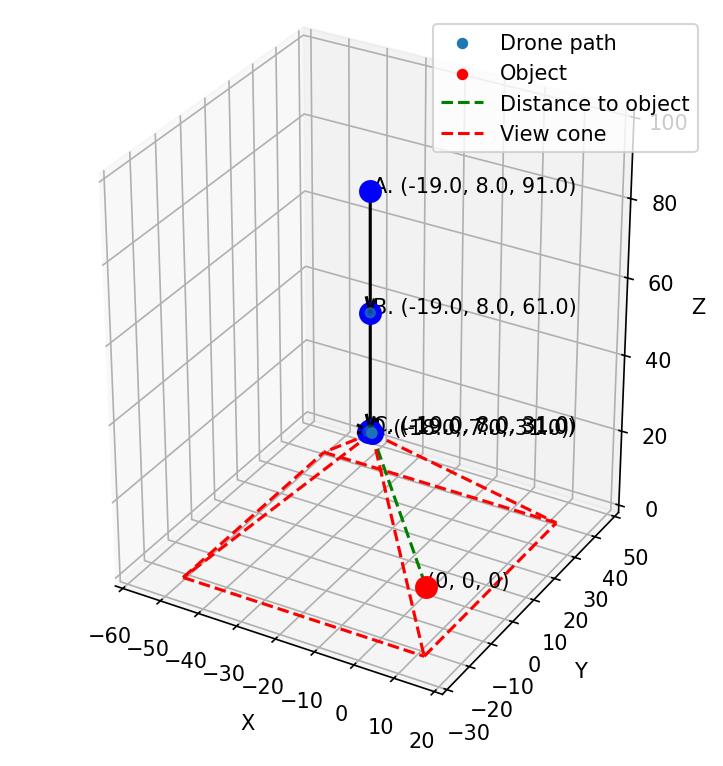 Drone path
Object
Distance to object
View cone
A. (-19.0, 8.0, 91.0)
B. (-19.0, 8.0, 61.0)
(0, 0, 0)
100
80
60
40
20
0
Z
−60
−50
−40
−30
−20
−10
0
10
20
X
−30
−20
−10
0
10
20
30
40
50
Y